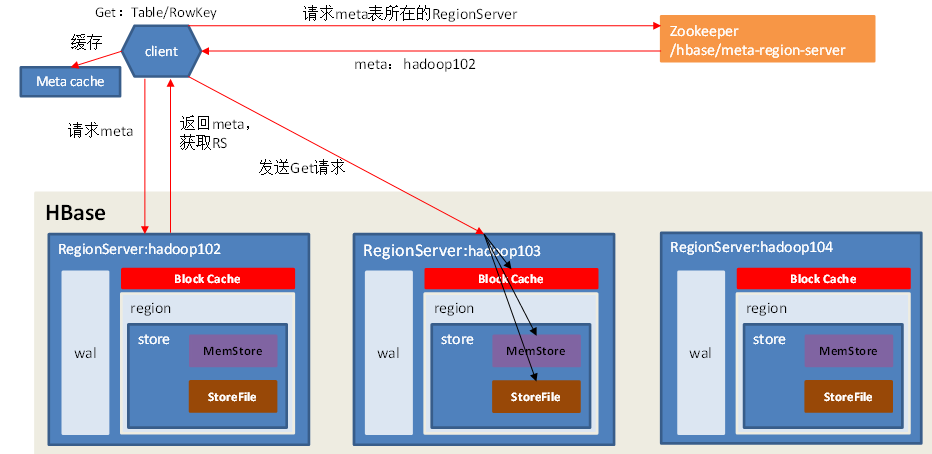 Get：Table/RowKey
请求meta表所在的RegionServer
Zookeeper
/hbase/meta-region-server
缓存
client
meta：hadoop102
Meta cache
请求meta
返回meta，
获取RS
发送Get请求
HBase
RegionServer:hadoop102
Block Cache
region
wal
store
MemStore
StoreFile
RegionServer:hadoop103
Block Cache
region
wal
store
MemStore
StoreFile
RegionServer:hadoop104
Block Cache
region
wal
store
MemStore
StoreFile